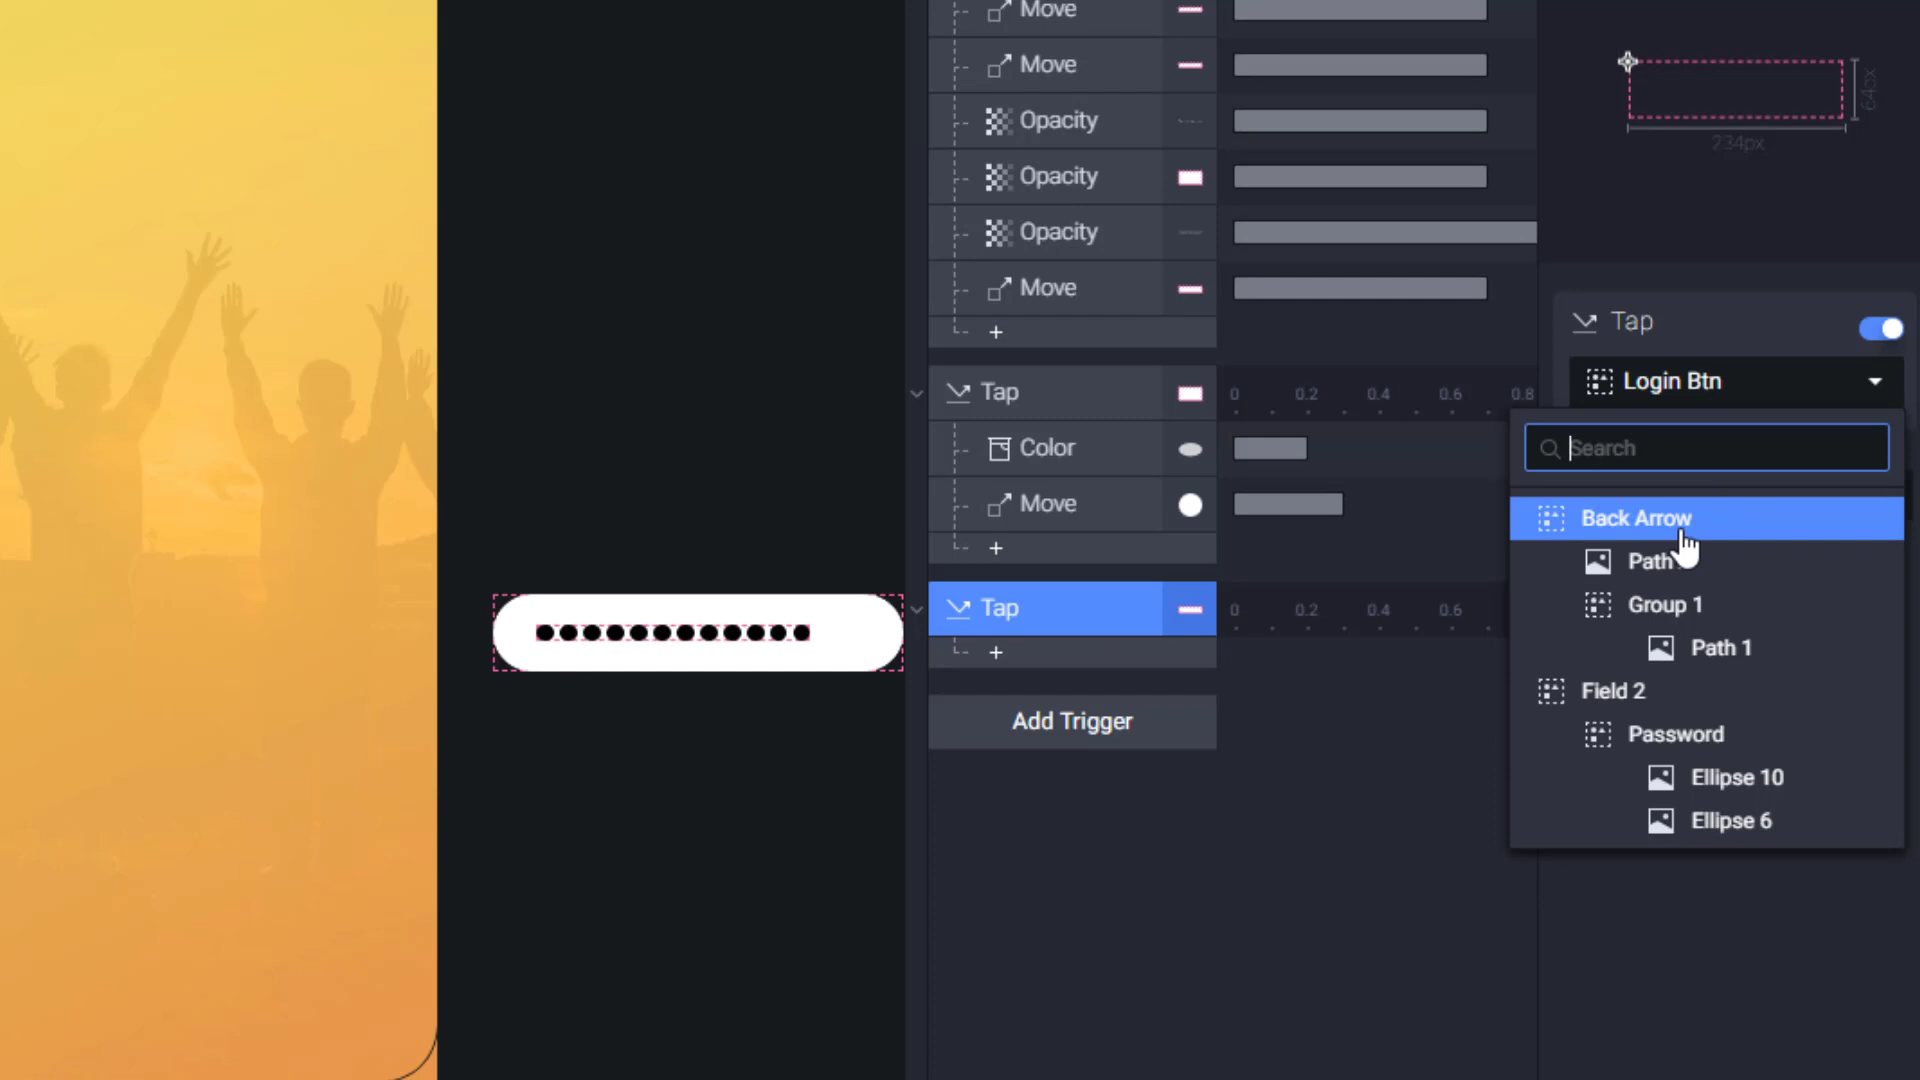 Move
Move
Opacity
Opacity
Opacity
Move
+
Tap
0 0.2 0.4 0.6 0.8
Color
Move
+
Tap
0 0.2 0.4 0.6
+
Add Trigger
64px
234px
Tap
Login Btn
Search
Back Arrow
Path
Group 1
Path 1
Field 2
Password
Ellipse 10
Ellipse 6